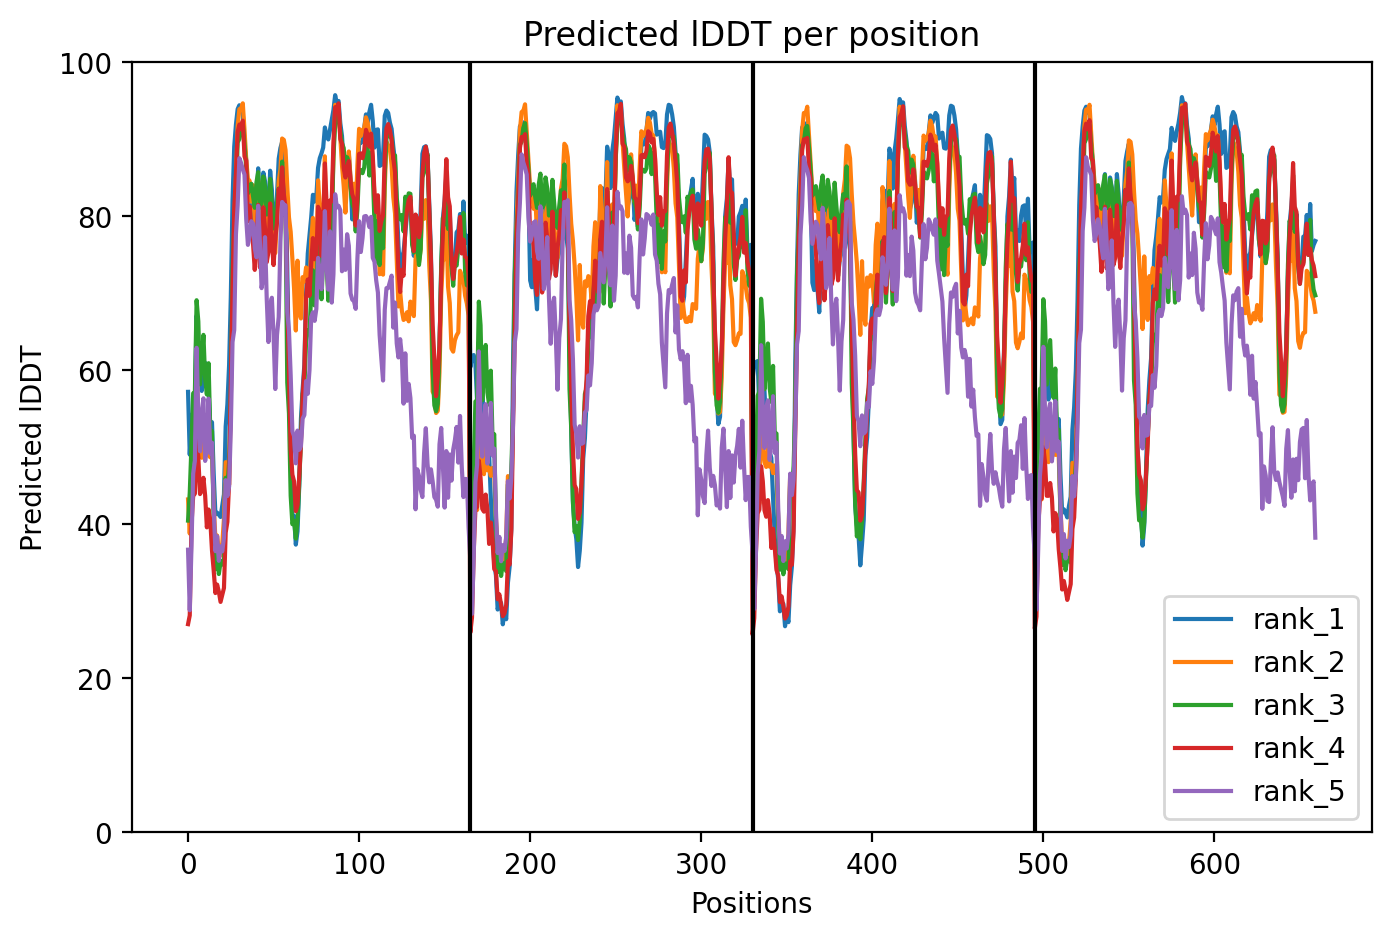 Predicted lDDT per position
Predicted lDDT
100
80
60
40
20
0
0 100 200 300 400 500 600
Positions
rank_1
rank_2
rank_3
rank_4
rank_5